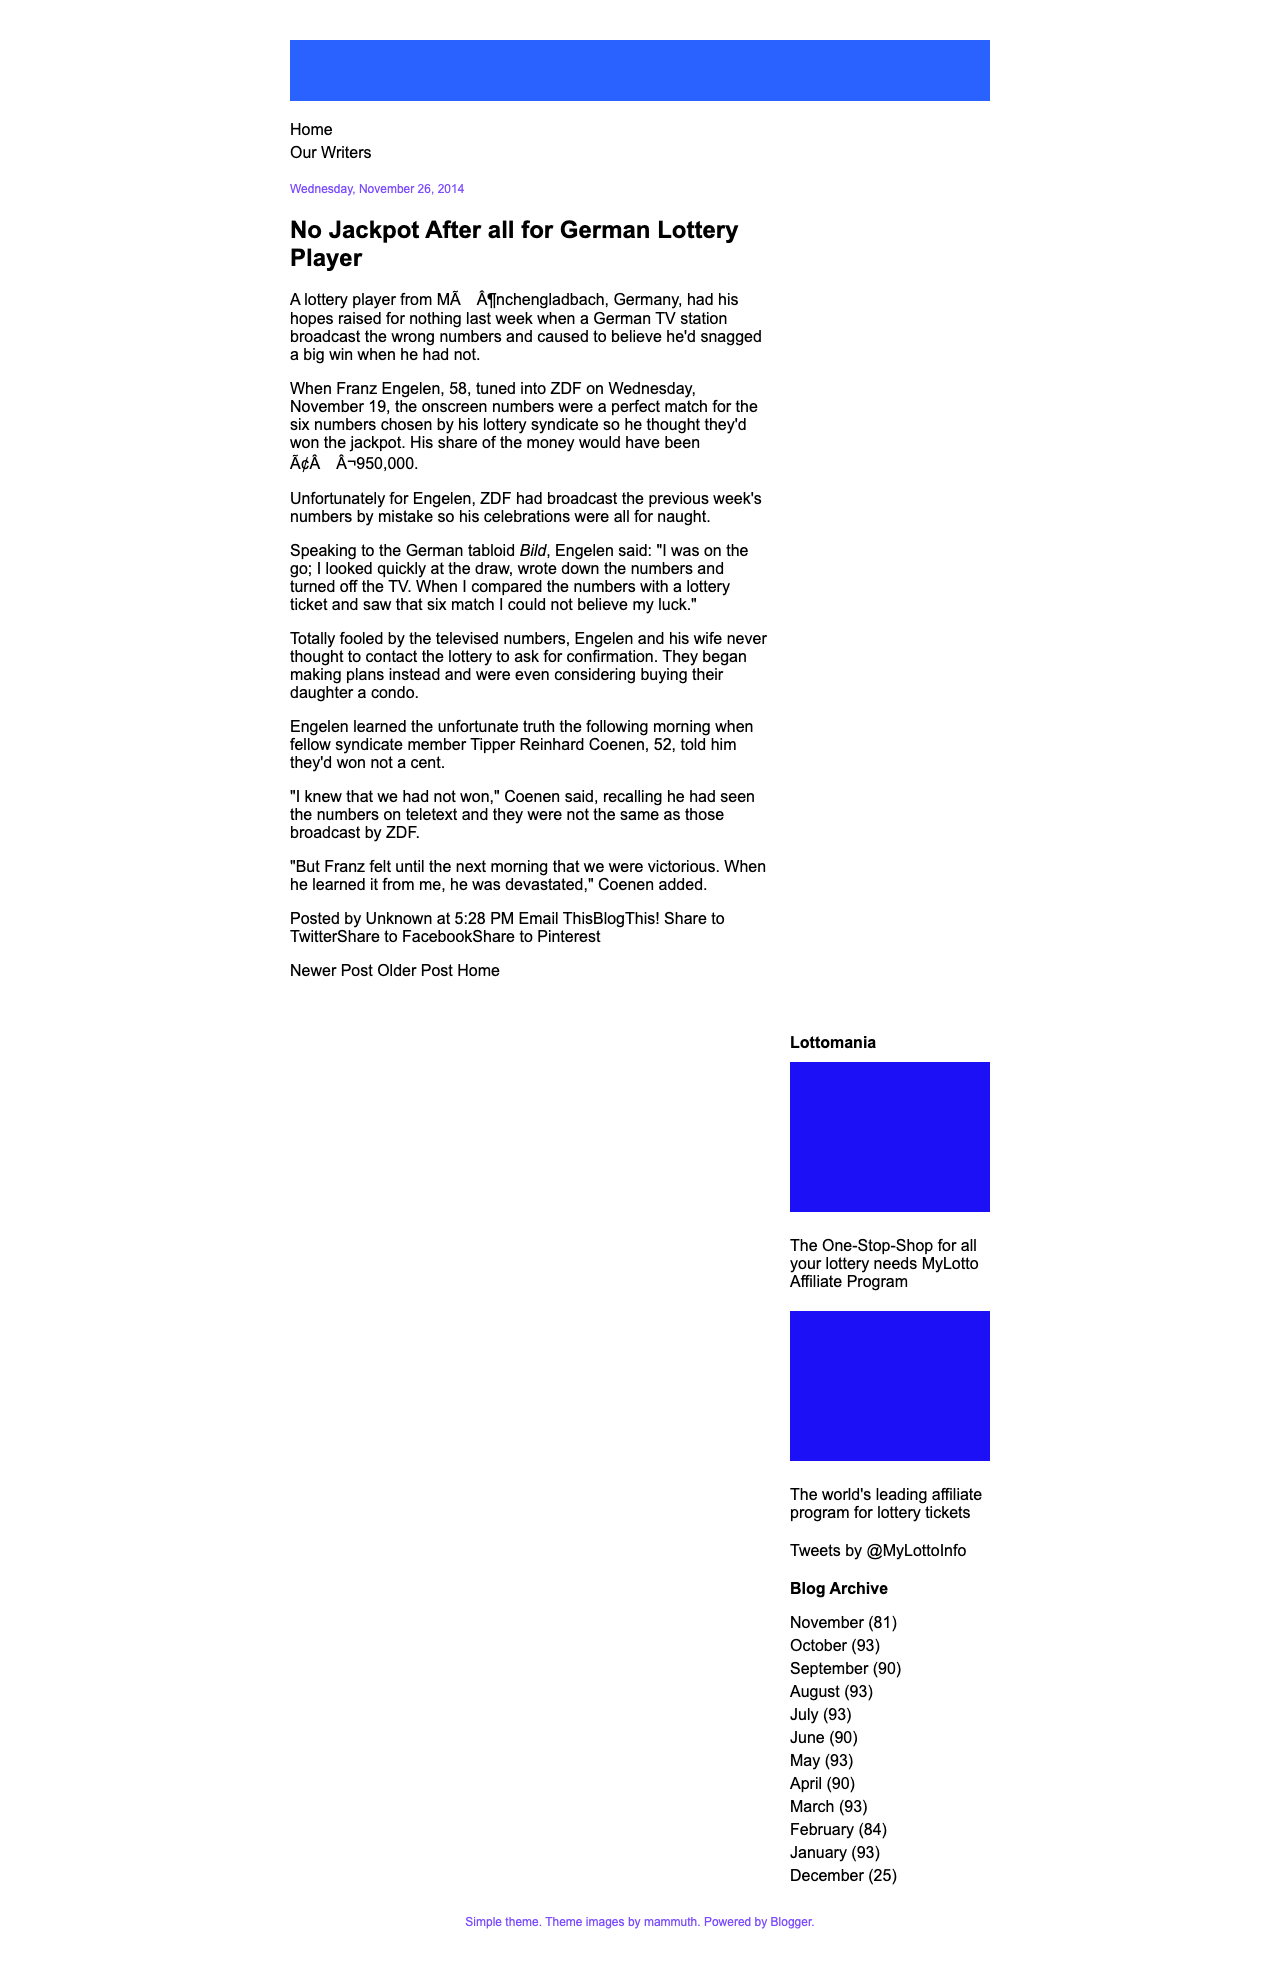 Home
Our Writers
Wednesday, November 26, 2014
No Jackpot After all for German Lottery
Player
A lottery player from MÃ Â¶nchengladbach, Germany, had his
hopes raised for nothing last week when a German TV station
broadcast the wrong numbers and caused to believe he'd snagged
a big win when he had not.
When Franz Engelen, 58, tuned into ZDF on Wednesday,
November 19, the onscreen numbers were a perfect match for the
six numbers chosen by his lottery syndicate so he thought they'd
won the jackpot. His share of the money would have been
Ã¢Â Â¬950,000.
Unfortunately for Engelen, ZDF had broadcast the previous week's
numbers by mistake so his celebrations were all for naught.
Speaking to the German tabloid Bild, Engelen said: "I was on the
go; I looked quickly at the draw, wrote down the numbers and
turned off the TV. When I compared the numbers with a lottery
ticket and saw that six match I could not believe my luck."
Totally fooled by the televised numbers, Engelen and his wife never
thought to contact the lottery to ask for confirmation. They began
making plans instead and were even considering buying their
daughter a condo.
Engelen learned the unfortunate truth the following morning when
fellow syndicate member Tipper Reinhard Coenen, 52, told him
they'd won not a cent.
"I knew that we had not won," Coenen said, recalling he had seen
the numbers on teletext and they were not the same as those
broadcast by ZDF.
"But Franz felt until the next morning that we were victorious. When
he learned it from me, he was devastated," Coenen added.
Posted by Unknown at 5:28 PM Email ThisBlogThis! Share to
TwitterShare to FacebookShare to Pinterest
Newer Post Older Post Home
Lottomania
The One-Stop-Shop for all
your lottery needs MyLotto
Affiliate Program
The world's leading affiliate
program for lottery tickets
Tweets by @MyLottoInfo
Blog Archive
November (81)
October (93)
September (90)
August (93)
July (93)
June (90)
May (93)
April (90)
March (93)
February (84)
January (93)
December (25)
Simple theme. Theme images by mammuth. Powered by Blogger.